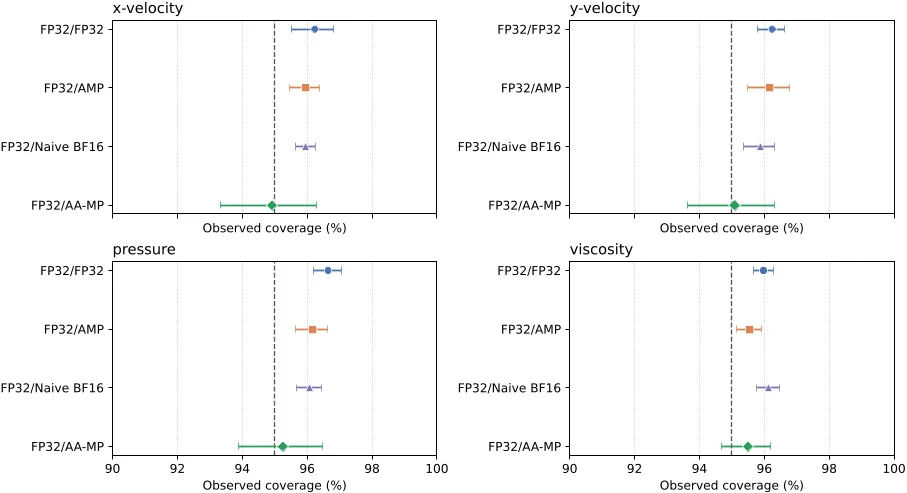 x-velocity
FP32/FP32
FP32/AMP
FP32/Naive BF16
FP32/AA-MP
Observed coverage (%)
y-velocity
FP32/FP32
FP32/AMP
FP32/Naive BF16
FP32/AA-MP
Observed coverage (%)
pressure
FP32/FP32
FP32/AMP
FP32/Naive BF16
FP32/AA-MP
90 92 94 96 98 100
Observed coverage (%)
viscosity
FP32/FP32
FP32/AMP
FP32/Naive BF16
FP32/AA-MP
90 92 94 96 98 100
Observed coverage (%)